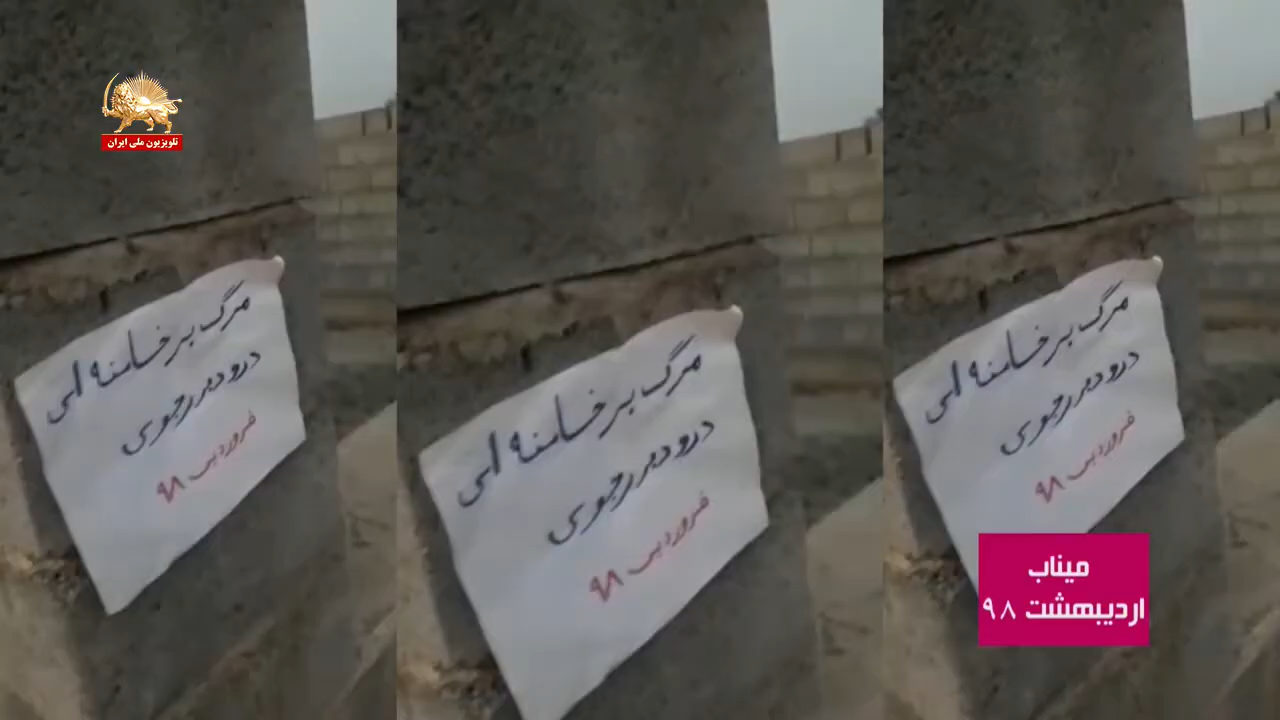 تلویزیون ملی ایران
مرگ بر خامنه ای
درود بر رجوی
فروردین ۹۸
مرگ بر خامنه ای
درود بر رجوی
فروردین ۹۸
مرگ بر خامنه ای
درود بر رجوی
فروردین ۹۸
میناب
اردیبهشت ۹۸